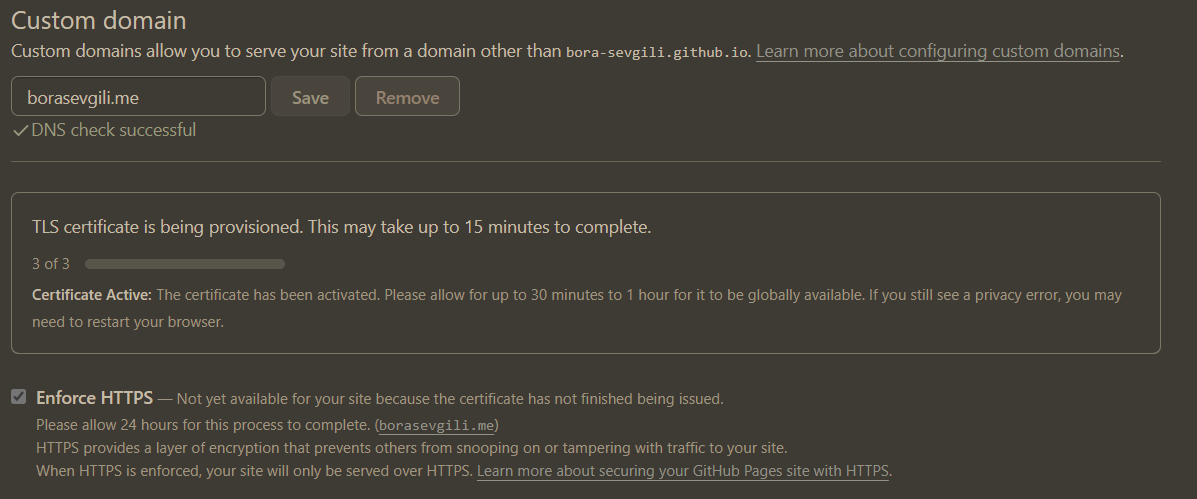 Custom domain
Custom domains allow you to serve your site from a domain other than bora-sevgili.github.io. Learn more about configuring custom domains.
borasevgili.me Save Remove
DNS check successful
TLS certificate is being provisioned. This may take up to 15 minutes to complete.
3 of 3
Certificate Active: The certificate has been activated. Please allow for up to 30 minutes to 1 hour for it to be globally available. If you still see a privacy error, you may
need to restart your browser.
Enforce HTTPS — Not yet available for your site because the certificate has not finished being issued.
Please allow 24 hours for this process to complete. (borasevgili.me)
HTTPS provides a layer of encryption that prevents others from snooping on or tampering with traffic to your site.
When HTTPS is enforced, your site will only be served over HTTPS. Learn more about securing your GitHub Pages site with HTTPS.